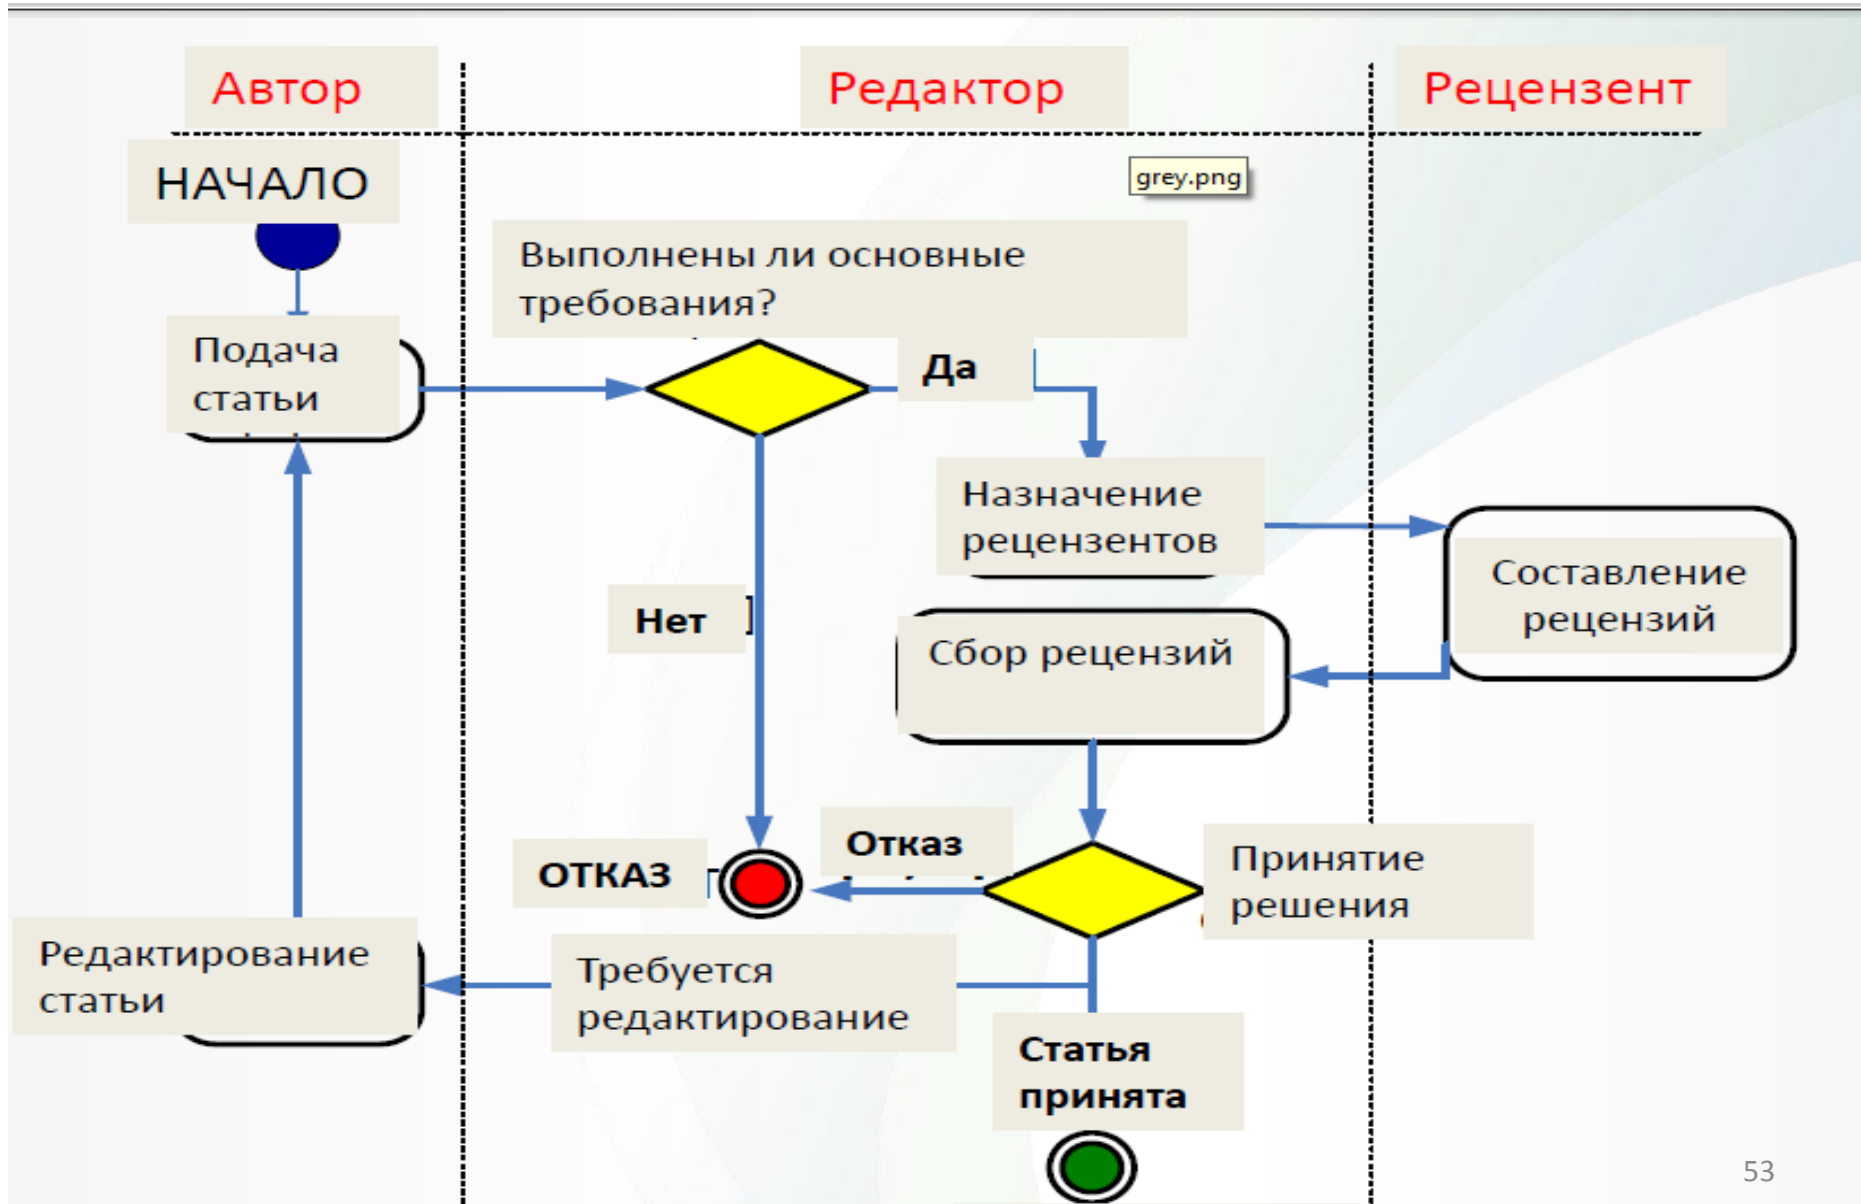 Автор
Редактор
Рецензент
НАЧАЛО
grey.png
Выполнены ли основные
требования?
Подача
статьи
Да
Назначение
рецензентов
Составление
рецензий
Нет
Сбор рецензий
Отказ
ОТКАЗ
Принятие
решения
Редактирование
статьи
Требуется
редактирование
Статья
принята
53